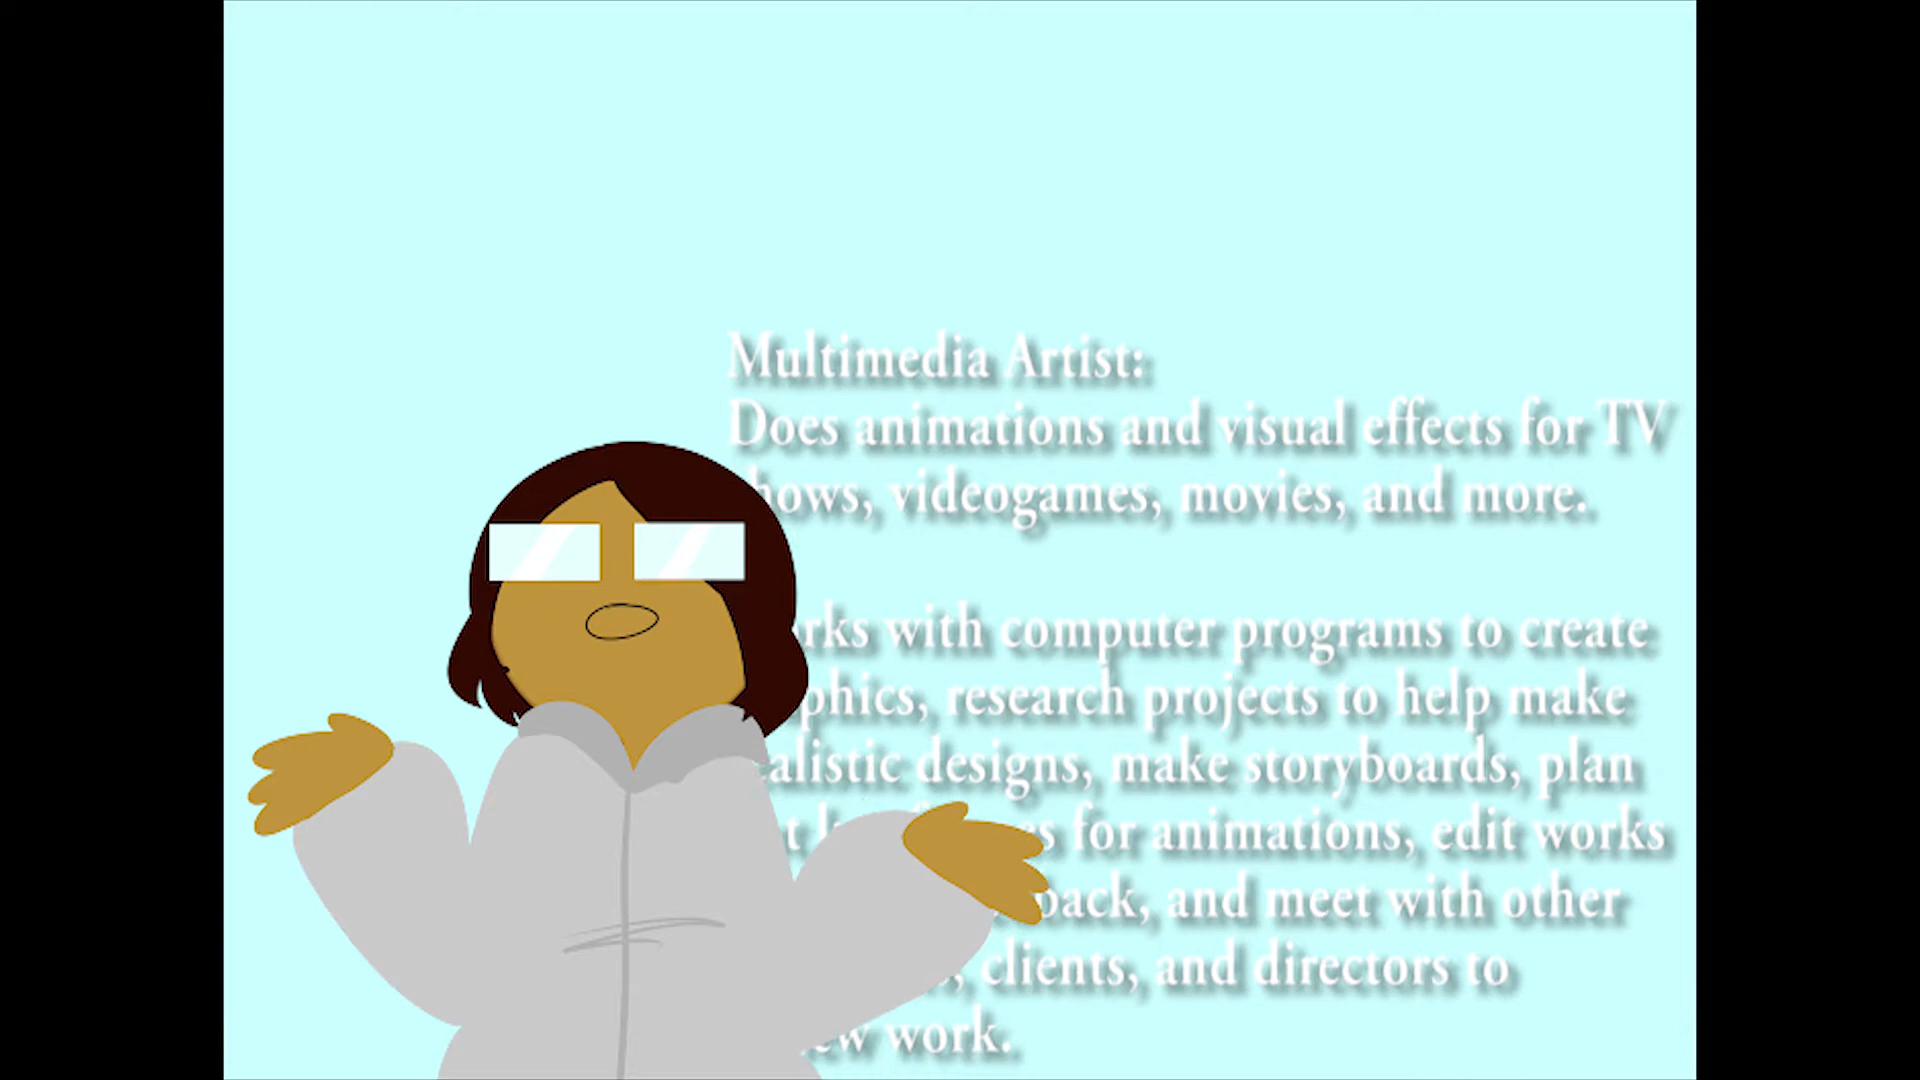 Multimedia Artist:
Does animations and visual effects for TV
hows, videogames, movies, and more.
rks with computer programs to create
phics, research projects to help make
alistic designs, make storyboards, plan
t for animations, edit works
back, and meet with other
, clients, and directors to
ew work.